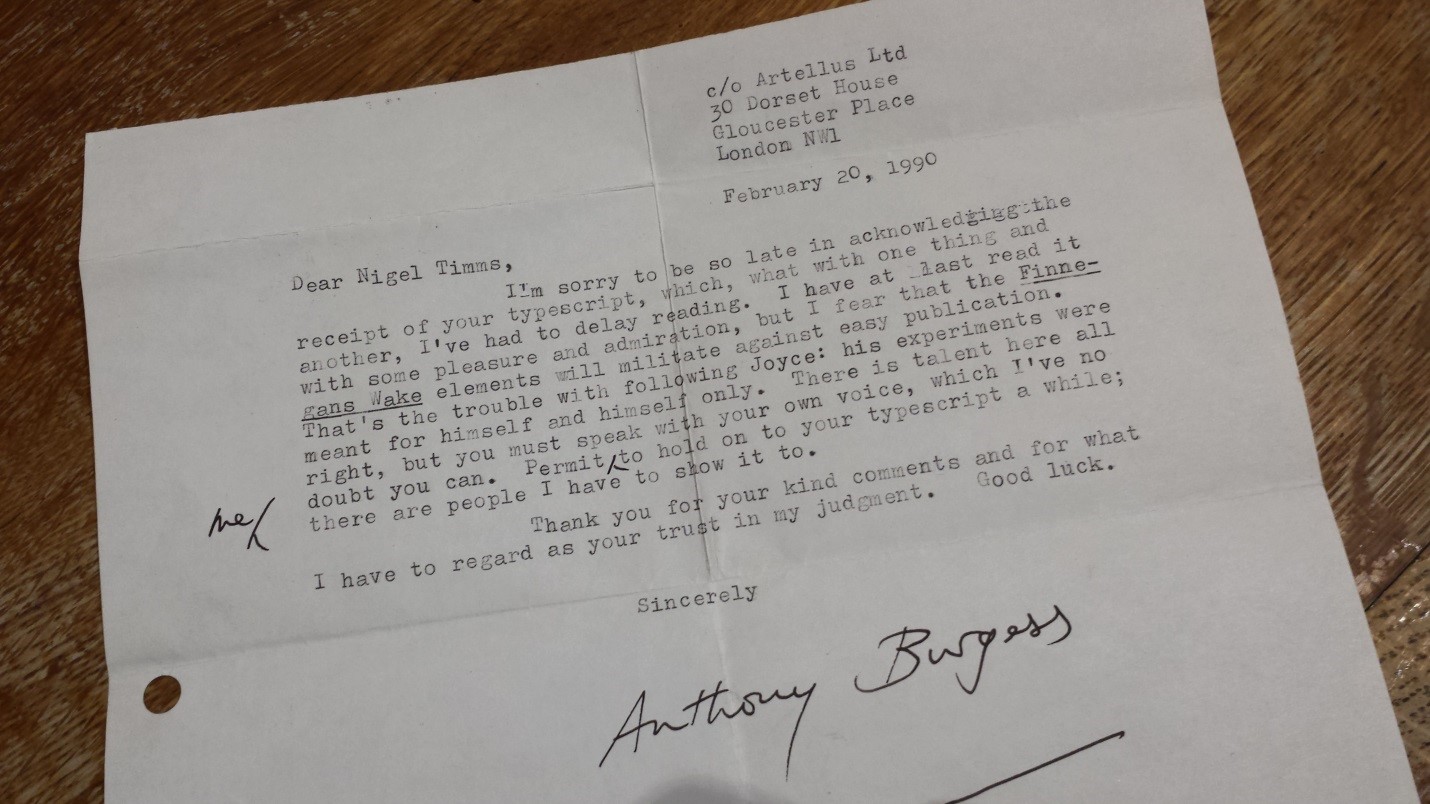 c/o Artellus Ltd
30 Dorset House
Gloucester Place
London NW1
February 20, 1990
Dear Nigel Timms,
I'm sorry to be so late in acknowledging the
receipt of your typescript, which, what with one thing and
another, I've had to delay reading. I have at last read it
with some pleasure and admiration, but I fear that the Finne-
gans Wake elements will militate against easy publication.
That's the trouble with following Joyce: his experiments were
meant for himself and himself only. There is talent here all
right, but you must speak with your own voice, which I've no
doubt you can. Permit to hold on to your typescript a while;
me
there are people I have to show it to.
Thank you for your kind comments and for what
I have to regard as your trust in my judgment. Good luck.
Sincerely
Anthony Burgess